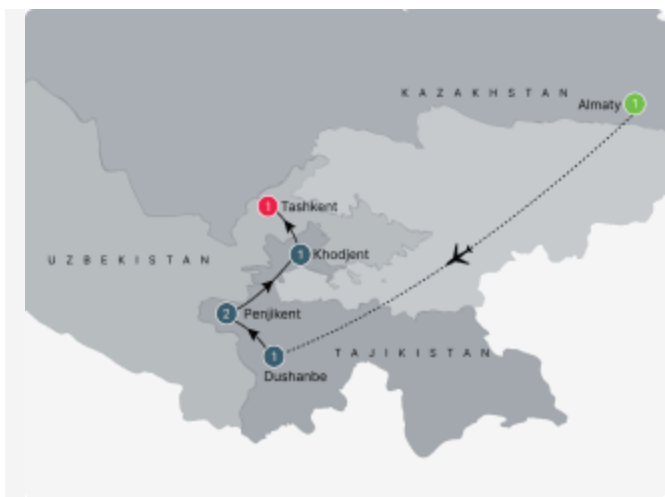 KAZAKHSTAN
Almaty 1
1 Tashkent
1 Khodjent
UZBEKISTAN
2 Penjikent
1
TAJIKISTAN
Dushanbe